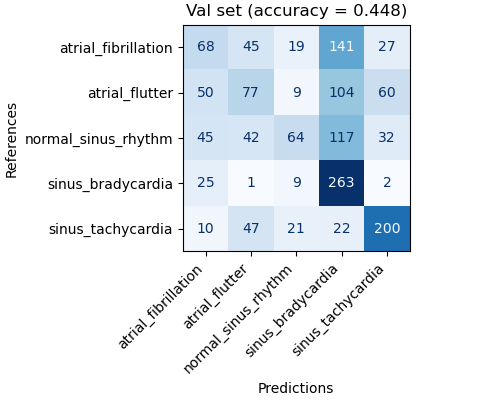 Val set (accuracy = 0.448)
References
atrial_fibrillation 68 45 19 141 27
atrial_flutter 50 77 9 104 60
normal_sinus_rhythm 45 42 64 117 32
sinus_bradycardia 25 1 9 263 2
sinus_tachycardia 10 47 21 22 200
atrial_fibrillation
atrial_flutter
normal_sinus_rhythm
sinus_bradycardia
sinus_tachycardia
Predictions